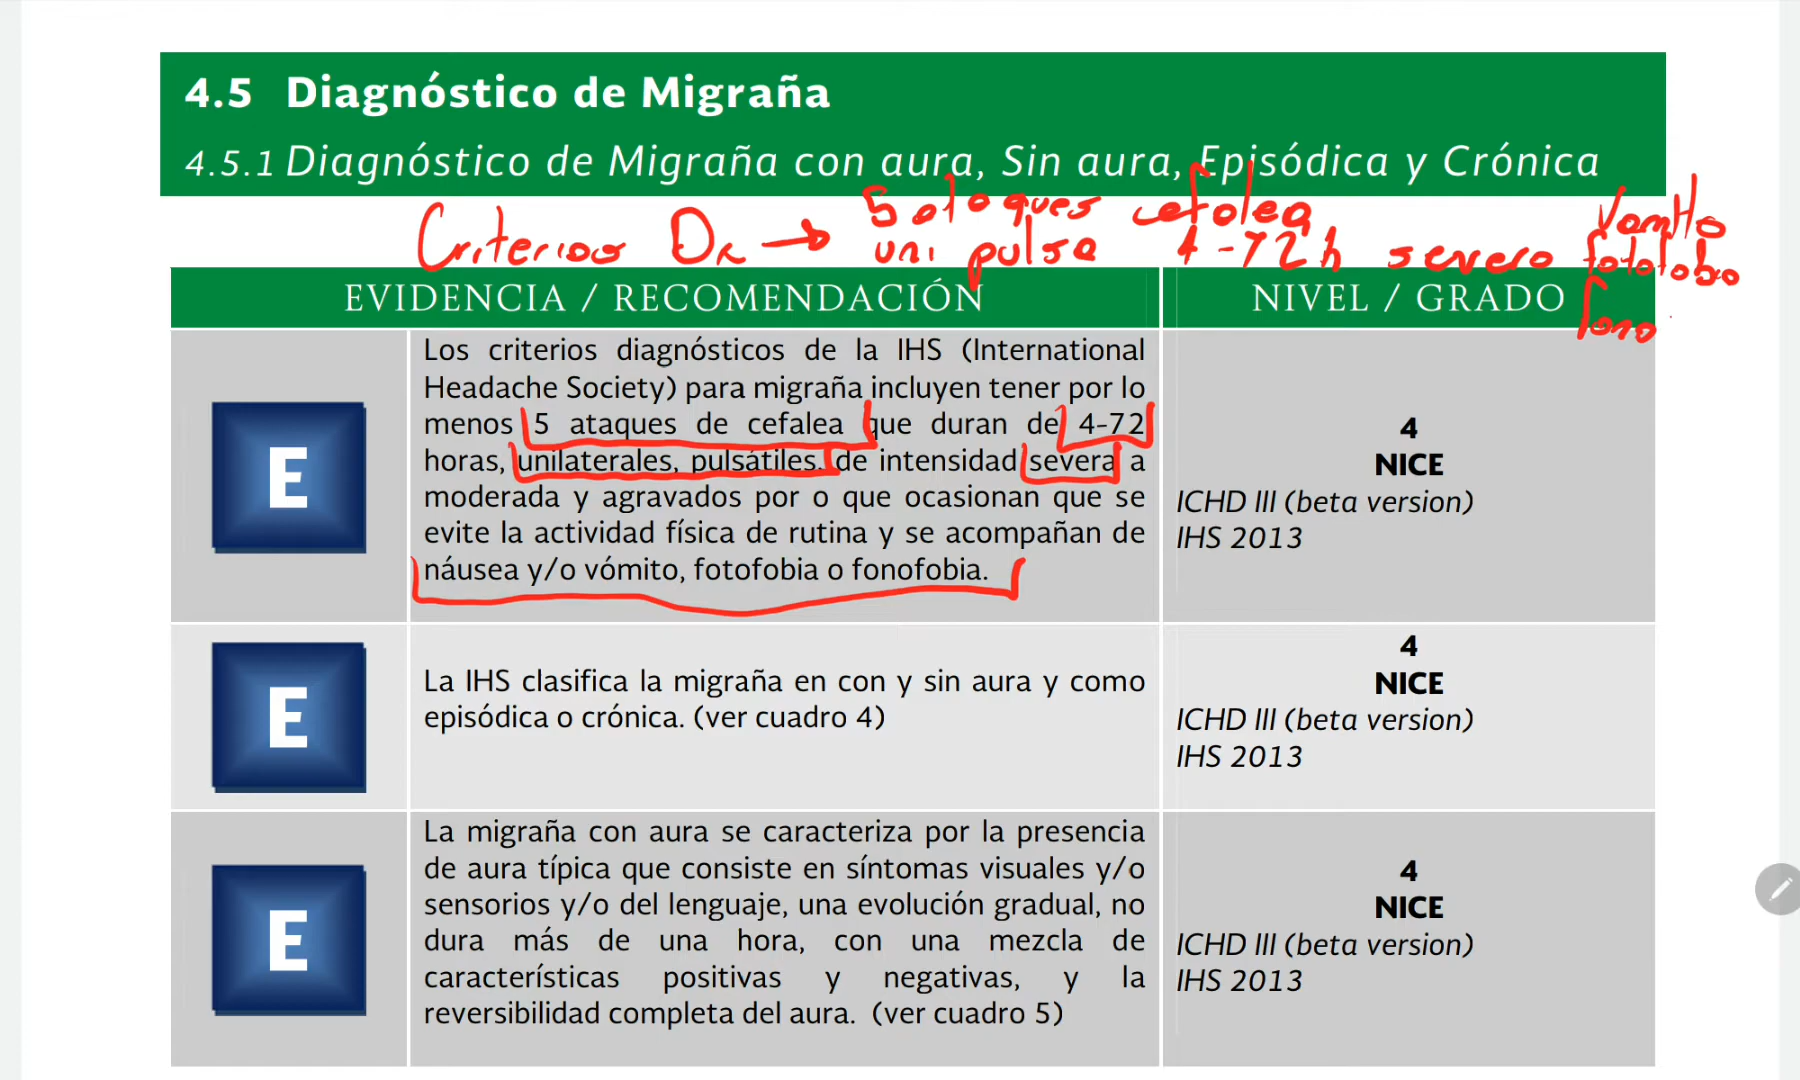 4.5 Diagnóstico de Migraña
4.5.1 Diagnóstico de Migraña con aura, Sin aura, Episódica y Crónica
Criterios Dx → 5 ataques cefalea
uni pulsa 4-72h severo
Vomito
fotofobia
fono
EVIDENCIA / RECOMENDACIÓN
NIVEL / GRADO
E
Los criterios diagnósticos de la IHS (International
Headache Society) para migraña incluyen tener por lo
menos 5 ataques de cefalea que duran de 4-72
horas, unilaterales, pulsátiles, de intensidad severa a
moderada y agravados por o que ocasionan que se
evite la actividad física de rutina y se acompañan de
náusea y/o vómito, fotofobia o fonofobia.
4
NICE
ICHD III (beta version)
IHS 2013
E
La IHS clasifica la migraña en con y sin aura y como
episódica o crónica. (ver cuadro 4)
4
NICE
ICHD III (beta version)
IHS 2013
E
La migraña con aura se caracteriza por la presencia
de aura típica que consiste en síntomas visuales y/o
sensorios y/o del lenguaje, una evolución gradual, no
dura más de una hora, con una mezcla de
características positivas y negativas, y la
reversibilidad completa del aura. (ver cuadro 5)
4
NICE
ICHD III (beta version)
IHS 2013